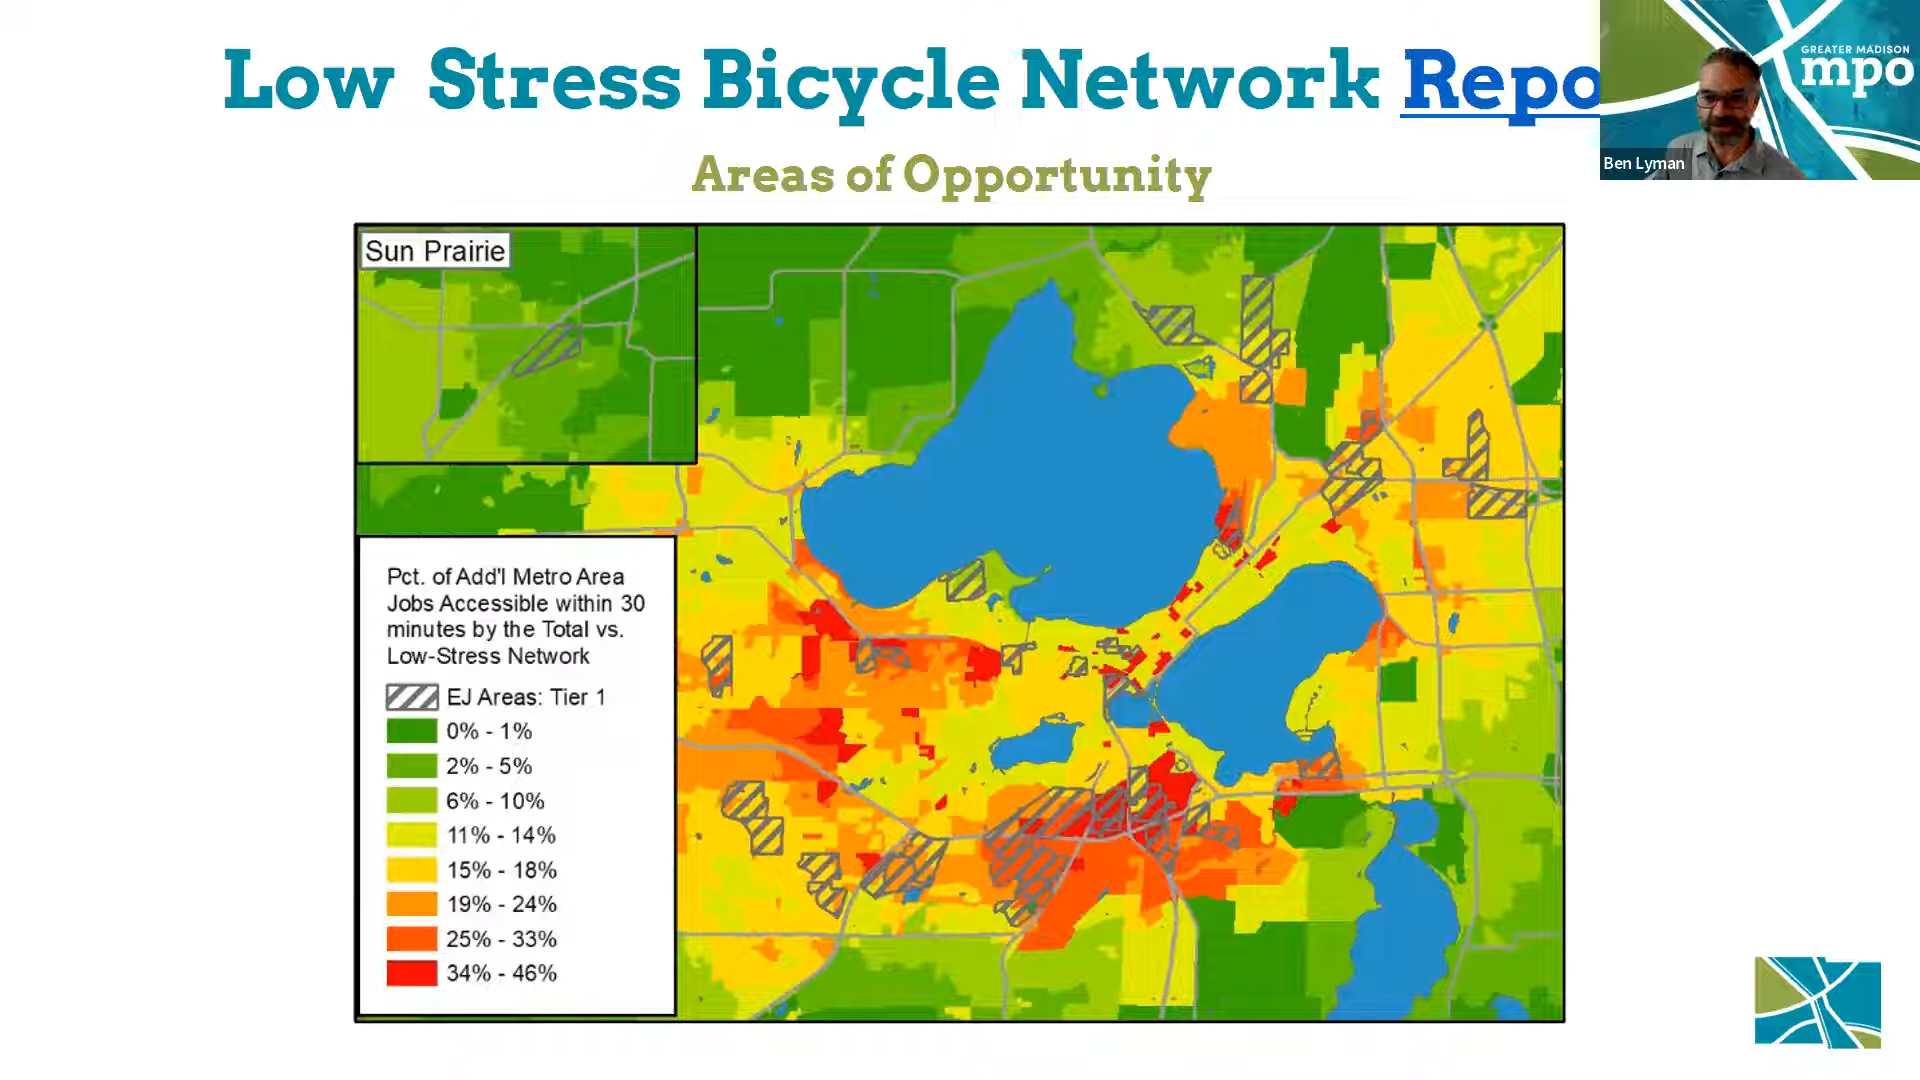 Low Stress Bicycle Network Repo
GREATER MADISON
mpo
Ben Lyman
Areas of Opportunity
Sun Prairie
Pct. of Add'l Metro Area
Jobs Accessible within 30
minutes by the Total vs.
Low-Stress Network
EJ Areas: Tier 1
0% - 1%
2% - 5%
6% - 10%
11% - 14%
15% - 18%
19% - 24%
25% - 33%
34% - 46%